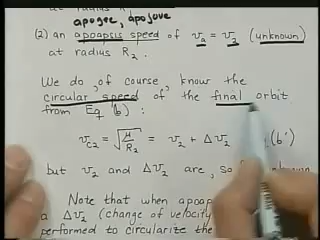 apogee, apojove
(2) an apoapsis speed of va = v2 (unknown)
at radius R2.
We do, of course, know the
circular speed of the final orbit
from Eq (b) :
vC2 = √(μ/R2) = v2 + Δv2 (b')
but v2 and Δv2 are, so
Note that when
a Δv2 (change of velocity
performed to circularize the